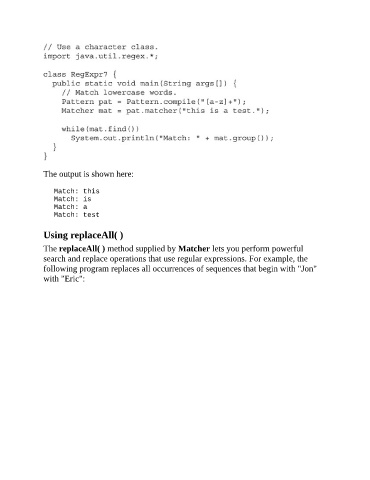 // Use a character class.
import java.util.regex.*;
class RegExpr7 {
public static void main(String args[]) {
// Match lowercase words.
Pattern pat = Pattern.compile("[a-z]+");
Matcher mat = pat.matcher("this is a test.");
while(mat.find())
System.out.println("Match: " + mat.group());
}
}
The output is shown here:
Match: this
Match: is
Match: a
Match: test
Using replaceAll( )
The replaceAll( ) method supplied by Matcher lets you perform powerful
search and replace operations that use regular expressions. For example, the
following program replaces all occurrences of sequences that begin with "Jon"
with "Eric":